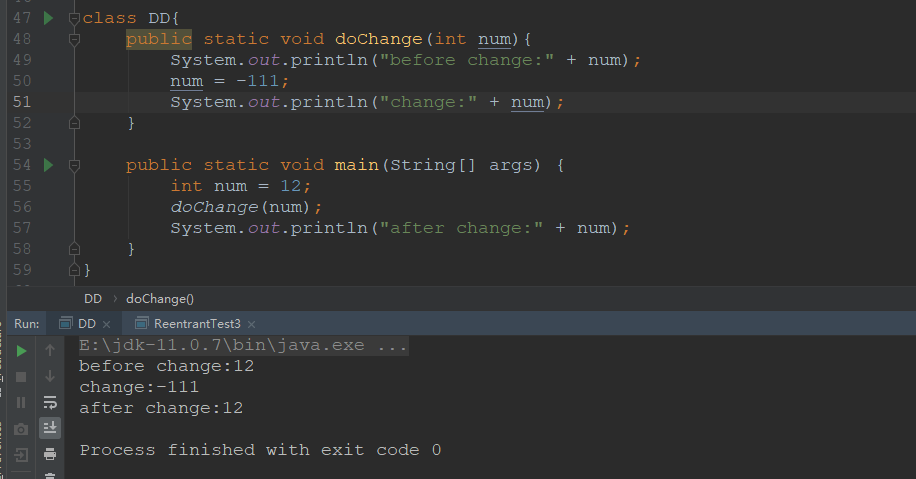 47 class DD{
48 public static void doChange(int num){
49 System.out.println("before change:" + num);
50 num = -111;
51 System.out.println("change:" + num);
52 }
53
54 public static void main(String[] args) {
55 int num = 12;
56 doChange(num);
57 System.out.println("after change:" + num);
58 }
59 }
DD › doChange()
Run: DD × ReentrantTest3 ×
E:\jdk-11.0.7\bin\java.exe ...
before change:12
change:-111
after change:12
Process finished with exit code 0